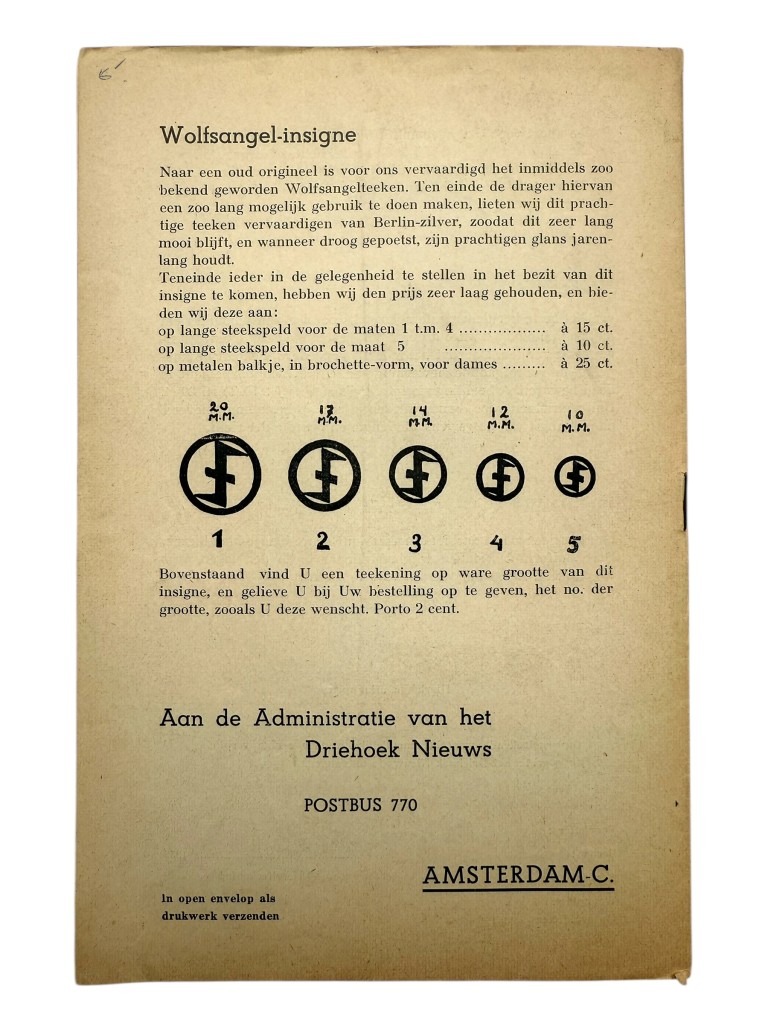 Wolfsangel-insigne
Naar een oud origineel is voor ons vervaardigd het inmiddels zoo
bekend geworden Wolfsangelteeken. Ten einde de drager hiervan
een zoo lang mogelijk gebruik te doen maken, lieten wij dit prach-
tige teeken vervaardigen van Berlin-zilver, zoodat dit zeer lang
mooi blijft, en wanneer droog gepoetst, zijn prachtigen glans jaren-
lang houdt.
Teneinde ieder in de gelegenheid te stellen in het bezit van dit
insigne te komen, hebben wij den prijs zeer laag gehouden, en bie-
den wij deze aan:
op lange steekspeld voor de maten 1 t.m. 4 .................. à 15 ct.
op lange steekspeld voor de maat 5 ..................... à 10 ct.
op metalen balkje, in brochette-vorm, voor dames ......... à 25 ct.
20 M.M. 17 M.M. 14 M.M. 12 M.M. 10 M.M.
1 2 3 4 5
Bovenstaand vind U een teekening op ware grootte van dit
insigne, en gelieve U bij Uw bestelling op te geven, het no. der
grootte, zooals U deze wenscht. Porto 2 cent.
Aan de Administratie van het
Driehoek Nieuws
POSTBUS 770
AMSTERDAM-C.
In open envelop als
drukwerk verzenden